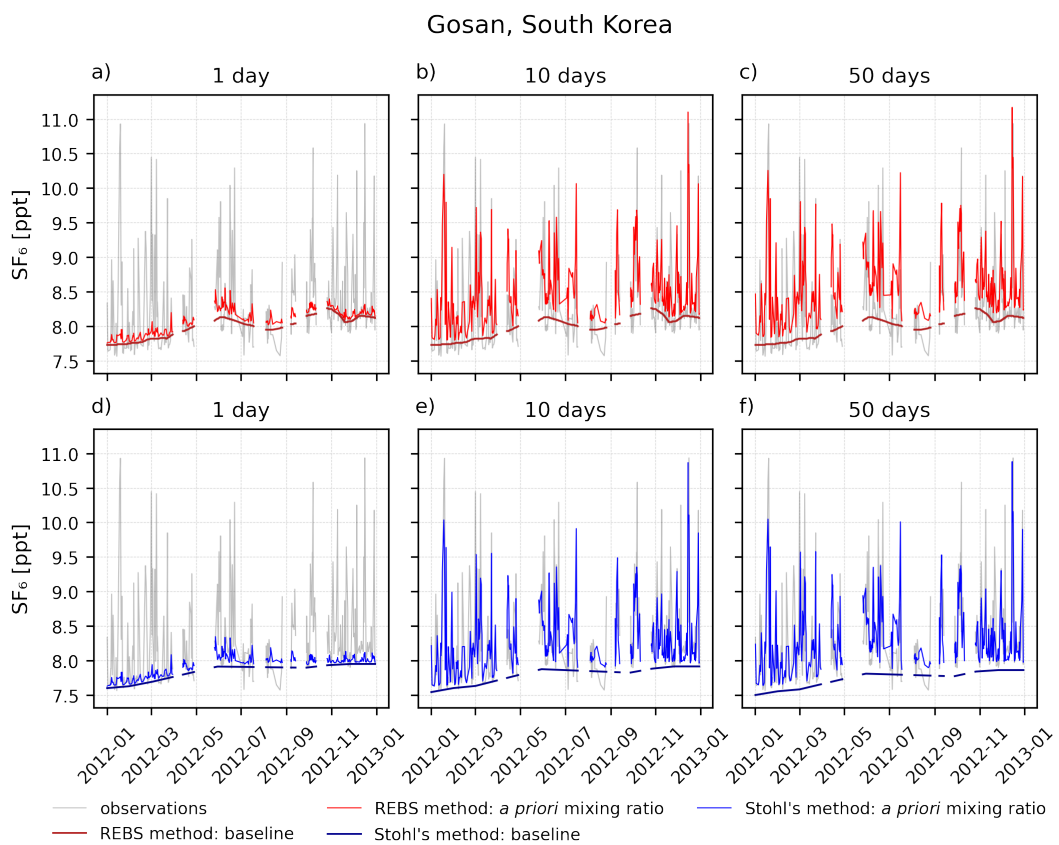 Gosan, South Korea
a) 1 day
b) 10 days
c) 50 days
SF₆ [ppt]
11.0
10.5
10.0
9.5
9.0
8.5
8.0
7.5
d) 1 day
e) 10 days
f) 50 days
SF₆ [ppt]
11.0
10.5
10.0
9.5
9.0
8.5
8.0
7.5
2012-01 2012-03 2012-05 2012-07 2012-09 2012-11 2013-01
2012-01 2012-03 2012-05 2012-07 2012-09 2012-11 2013-01
2012-01 2012-03 2012-05 2012-07 2012-09 2012-11 2013-01
observations
REBS method: a priori mixing ratio
Stohl's method: a priori mixing ratio
REBS method: baseline
Stohl's method: baseline